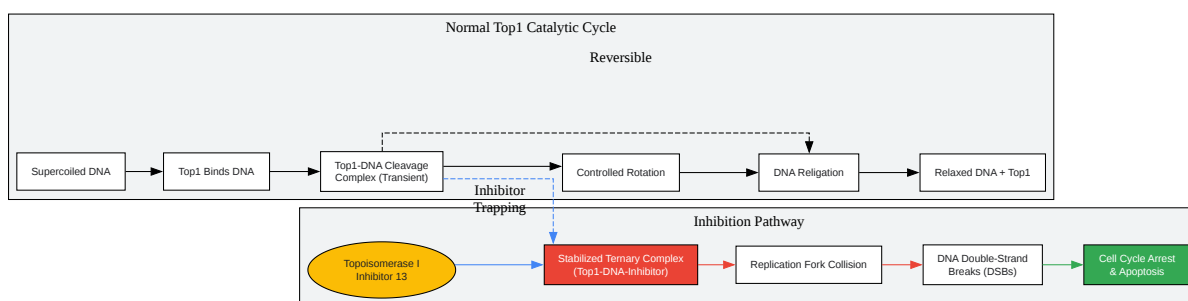 Normal Top1 Catalytic Cycle
Reversible
Supercoiled DNA
Top1 Binds DNA
Top1-DNA Cleavage
Complex (Transient)
Controlled Rotation
DNA Religation
Relaxed DNA + Top1
Inhibitor
Trapping
Inhibition Pathway
Topoisomerase I
Inhibitor 13
Stabilized Ternary Complex
(Top1-DNA-Inhibitor)
Replication Fork Collision
DNA Double-Strand
Breaks (DSBs)
Cell Cycle Arrest
& Apoptosis